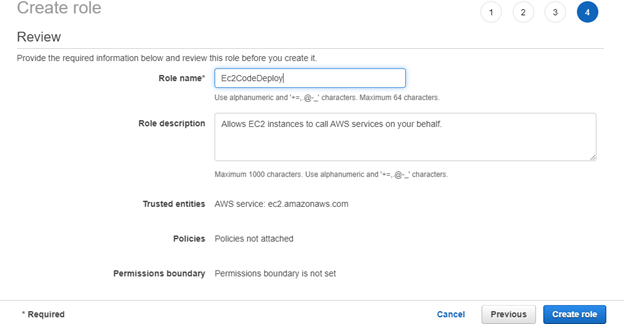 Create role
1 2 3 4
Review
Provide the required information below and review this role before you create it.
Role name* Ec2CodeDeploy
Use alphanumeric and '+=,.@-_' characters. Maximum 64 characters.
Role description Allows EC2 instances to call AWS services on your behalf.
Maximum 1000 characters. Use alphanumeric and '+=,.@-_' characters.
Trusted entities AWS service: ec2.amazonaws.com
Policies Policies not attached
Permissions boundary Permissions boundary is not set
* Required Cancel Previous Create role